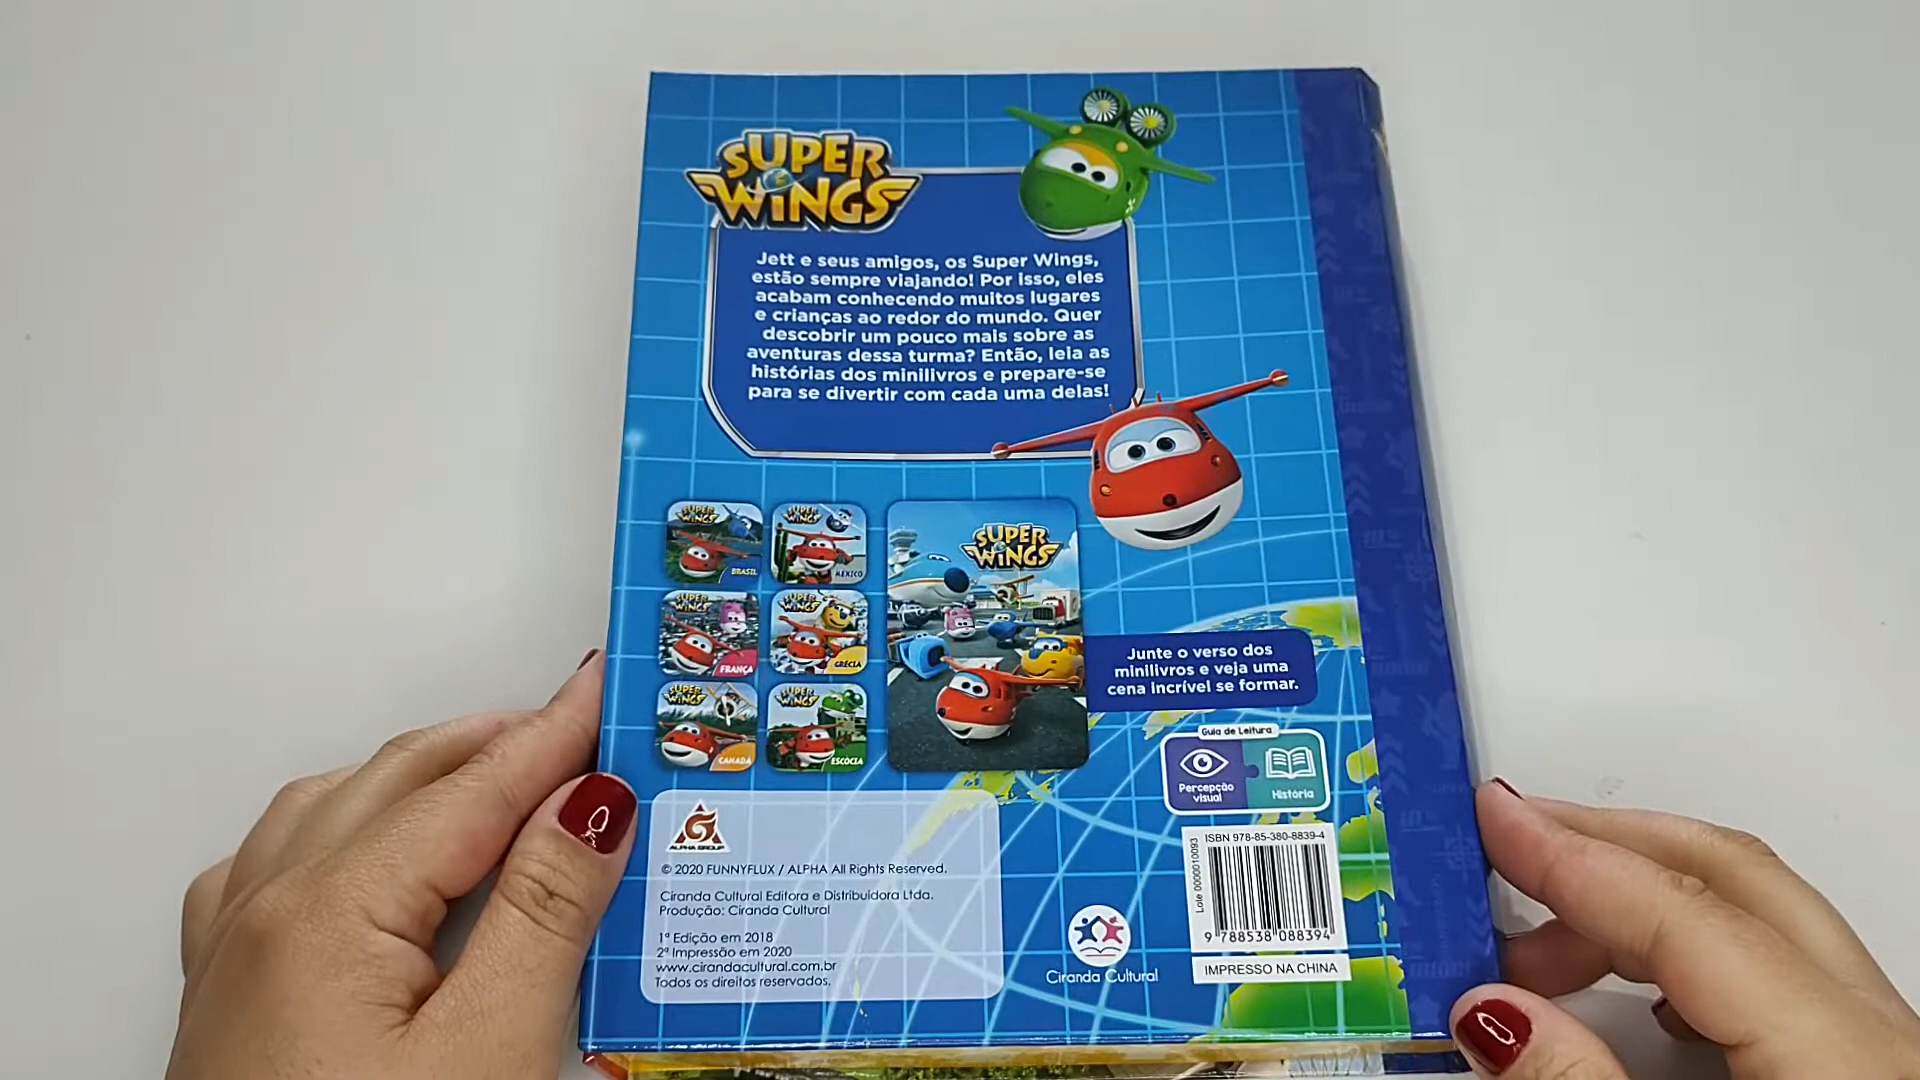 SUPER
WINGS
Jett e seus amigos, os Super Wings,
estão sempre viajando! Por isso, eles
acabam conhecendo muitos lugares
e crianças ao redor do mundo. Quer
descobrir um pouco mais sobre as
aventuras dessa turma? Então, leia as
histórias dos minilivros e prepare-se
para se divertir com cada uma delas!
SUPER
WINGS
BRASIL
SUPER
WINGS
MÉXICO
SUPER
WINGS
FRANÇA
SUPER
WINGS
GRÉCIA
SUPER
WINGS
CANADÁ
SUPER
WINGS
ESCÓCIA
SUPER
WINGS
Junte o verso dos
minilivros e veja uma
cena incrível se formar.
Guia de Leitura
Percepção
visual
História
ALPHA GROUP
© 2020 FUNNYFLUX / ALPHA All Rights Reserved.
Ciranda Cultural Editora e Distribuidora Ltda.
Produção: Ciranda Cultural
1ª Edição em 2018
2ª Impressão em 2020
www.cirandacultural.com.br
Todos os direitos reservados.
Ciranda Cultural
ISBN 978-85-380-8839-4
Lote 0000010093
9 788538 088394
IMPRESSO NA CHINA